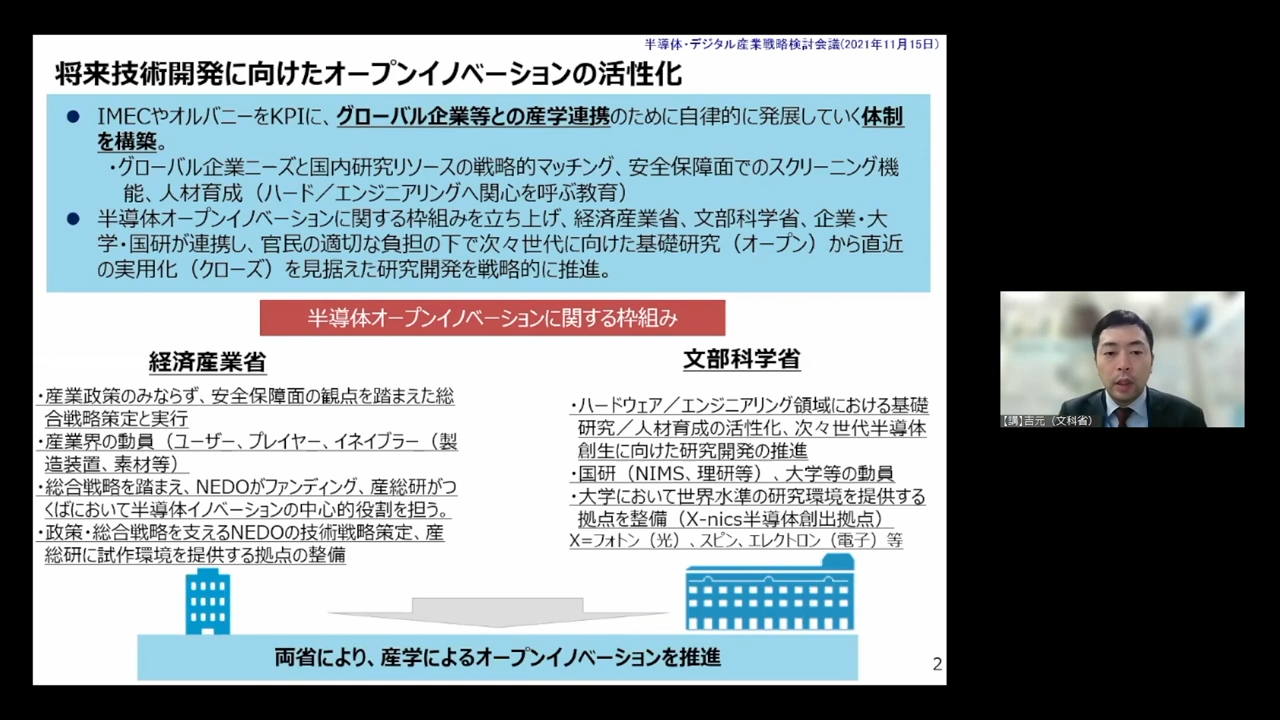 半導体・デジタル産業戦略検討会議(2021年11月15日)
将来技術開発に向けたオープンイノベーションの活性化
● IMECやオルバニーをKPIに、グローバル企業等との産学連携のために自律的に発展していく体制
を構築。
・グローバル企業ニーズと国内研究リソースの戦略的マッチング、安全保障面でのスクリーニング機
能、人材育成（ハード／エンジニアリングへ関心を呼ぶ教育）
● 半導体オープンイノベーションに関する枠組みを立ち上げ、経済産業省、文部科学省、企業・大
学・国研が連携し、官民の適切な負担の下で次々世代に向けた基礎研究（オープン）から直近
の実用化（クローズ）を見据えた研究開発を戦略的に推進。
半導体オープンイノベーションに関する枠組み
経済産業省
・産業政策のみならず、安全保障面の観点を踏まえた総
合戦略策定と実行
・産業界の動員（ユーザー、プレイヤー、イネイブラー（製
造装置、素材等）
・総合戦略を踏まえ、NEDOがファンディング、産総研がつ
くばにおいて半導体イノベーションの中心的役割を担う。
・政策・総合戦略を支えるNEDOの技術戦略策定、産
総研に試作環境を提供する拠点の整備
文部科学省
・ハードウェア／エンジニアリング領域における基礎
研究／人材育成の活性化、次々世代半導体
創生に向けた研究開発の推進
・国研（NIMS、理研等）、大学等の動員
・大学において世界水準の研究環境を提供する
拠点を整備（X-nics半導体創出拠点）
X=フォトン（光）、スピン、エレクトロン（電子）等
両省により、産学によるオープンイノベーションを推進
2
【講】吉元（文科省）